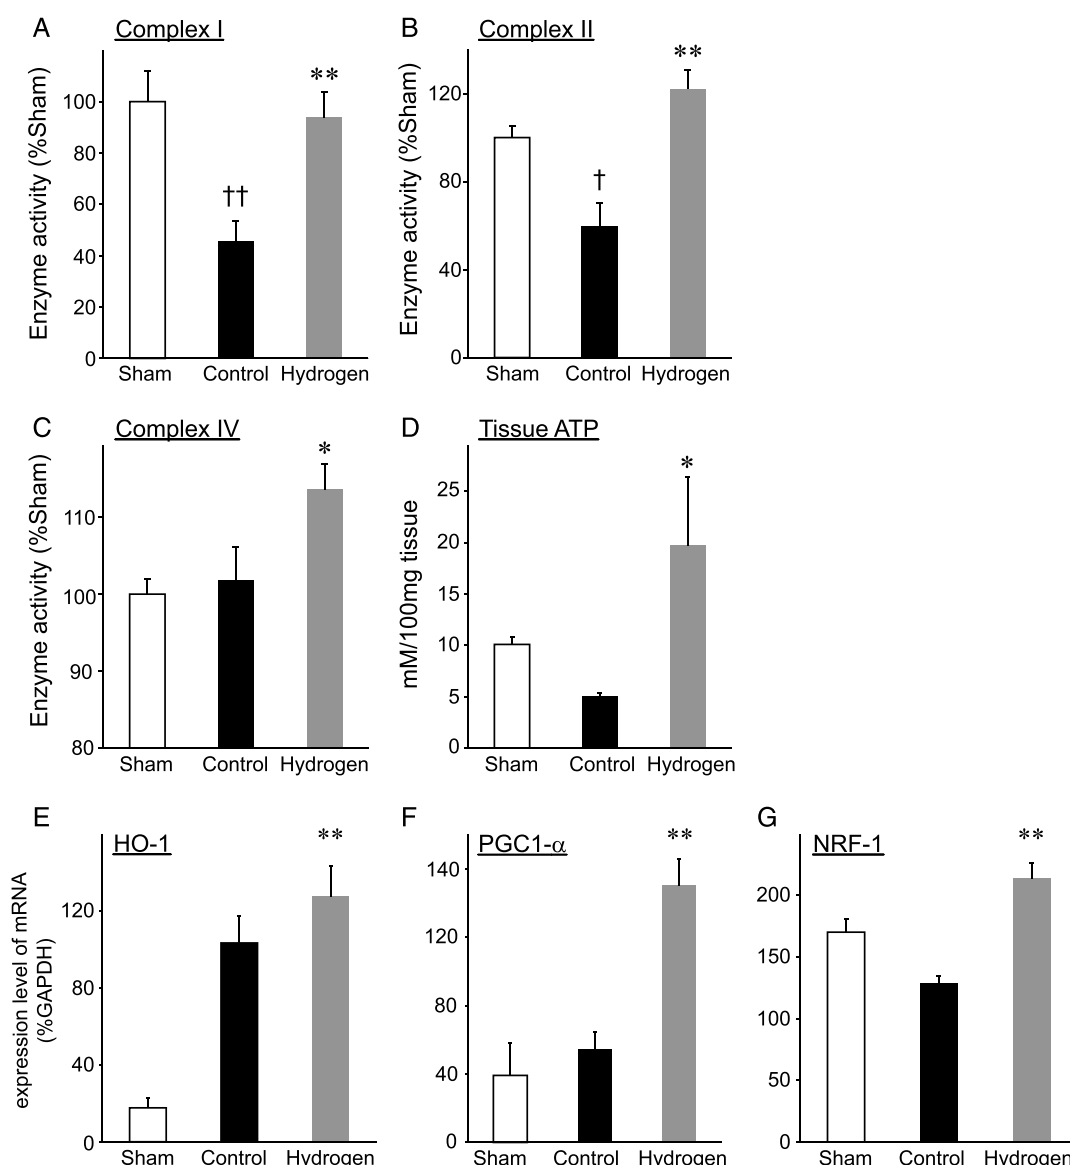 A
Complex I
Enzyme activity (%Sham)
100
80
60
40
20
0
**
††
Sham Control Hydrogen
B
Complex II
Enzyme activity (%Sham)
120
80
40
0
**
†
Sham Control Hydrogen
C
Complex IV
Enzyme activity (%Sham)
110
100
90
80
*
Sham Control Hydrogen
D
Tissue ATP
mM/100mg tissue
25
20
15
10
5
0
*
Sham Control Hydrogen
E
HO-1
expression level of mRNA
(%GAPDH)
120
80
40
0
**
Sham Control Hydrogen
F
PGC1-α
140
120
80
40
0
**
Sham Control Hydrogen
G
NRF-1
200
150
100
50
0
**
Sham Control Hydrogen